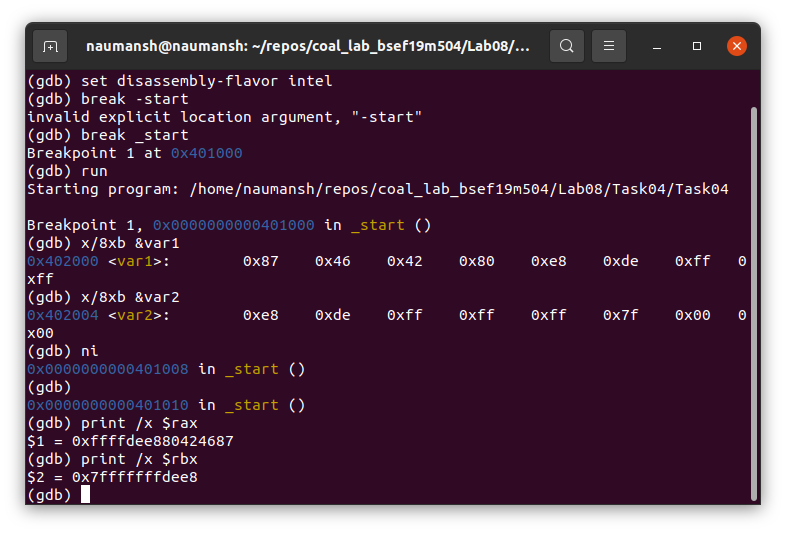 naumansh@naumansh: ~/repos/coal_lab_bsef19m504/Lab08/...
(gdb) set disassembly-flavor intel
(gdb) break -start
invalid explicit location argument, "-start"
(gdb) break _start
Breakpoint 1 at 0x401000
(gdb) run
Starting program: /home/naumansh/repos/coal_lab_bsef19m504/Lab08/Task04/Task04
Breakpoint 1, 0x0000000000401000 in _start ()
(gdb) x/8xb &var1
0x402000 <var1>:        0x87    0x46    0x42    0x80    0xe8    0xde    0xff   0
xff
(gdb) x/8xb &var2
0x402004 <var2>:        0xe8    0xde    0xff    0xff    0xff    0x7f    0x00   0
x00
(gdb) ni
0x0000000000401008 in _start ()
(gdb)
0x0000000000401010 in _start ()
(gdb) print /x $rax
$1 = 0xffffdee880424687
(gdb) print /x $rbx
$2 = 0x7fffffffdee8
(gdb)